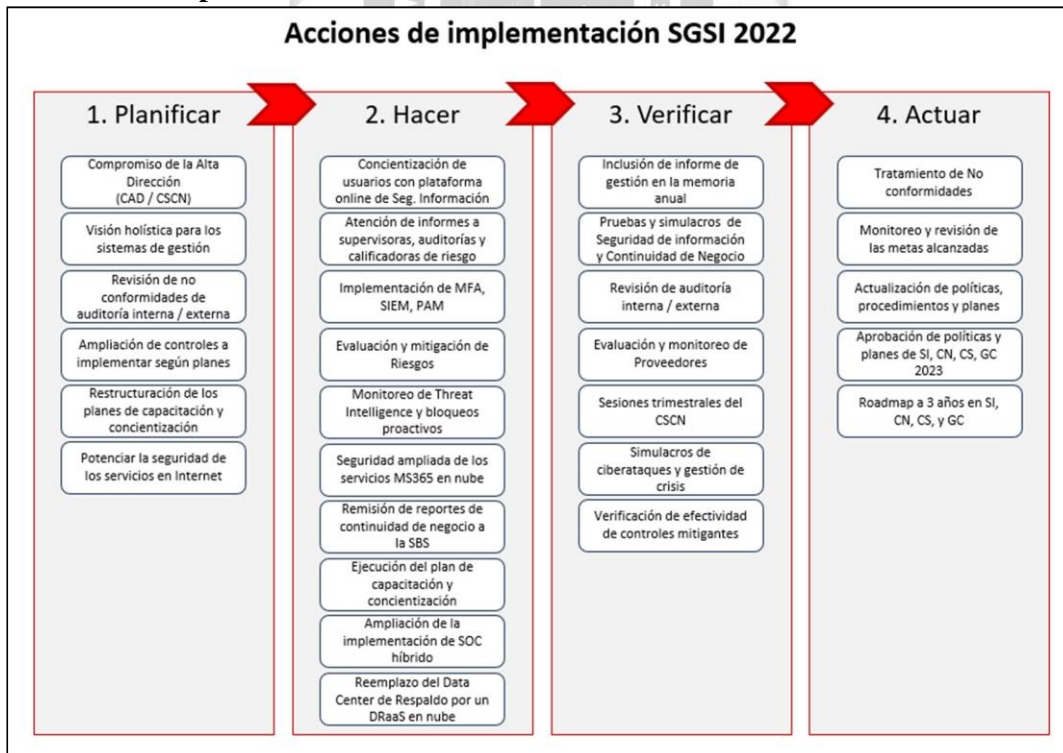 Acciones de implementación SGSI 2022
1. Planificar
Compromiso de la Alta
Dirección
(CAD / CSCN)
Visión holística para los
sistemas de gestión
Revisión de no
conformidades de
auditoría interna / externa
Ampliación de controles a
implementar según planes
Restructuración de los
planes de capacitación y
concientización
Potenciar la seguridad de
los servicios en Internet
2. Hacer
Concientización de
usuarios con plataforma
online de Seg. Información
Atención de informes a
supervisoras, auditorías y
calificadoras de riesgo
Implementación de MFA,
SIEM, PAM
Evaluación y mitigación de
Riesgos
Monitoreo de Threat
Intelligence y bloqueos
proactivos
Seguridad ampliada de los
servicios MS365 en nube
Remisión de reportes de
continuidad de negocio a
la SBS
Ejecución del plan de
capacitación y
concientización
Ampliación de la
implementación de SOC
híbrido
Reemplazo del Data
Center de Respaldo por un
DRaaS en nube
3. Verificar
Inclusión de informe de
gestión en la memoria
anual
Pruebas y simulacros de
Seguridad de información
y Continuidad de Negocio
Revisión de auditoría
interna / externa
Evaluación y monitoreo de
Proveedores
Sesiones trimestrales del
CSCN
Simulacros de
ciberataques y gestión de
crisis
Verificación de efectividad
de controles mitigantes
4. Actuar
Tratamiento de No
conformidades
Monitoreo y revisión de
las metas alcanzadas
Actualización de políticas,
procedimientos y planes
Aprobación de políticas y
planes de SI, CN, CS, GC
2023
Roadmap a 3 años en SI,
CN, CS, y GC